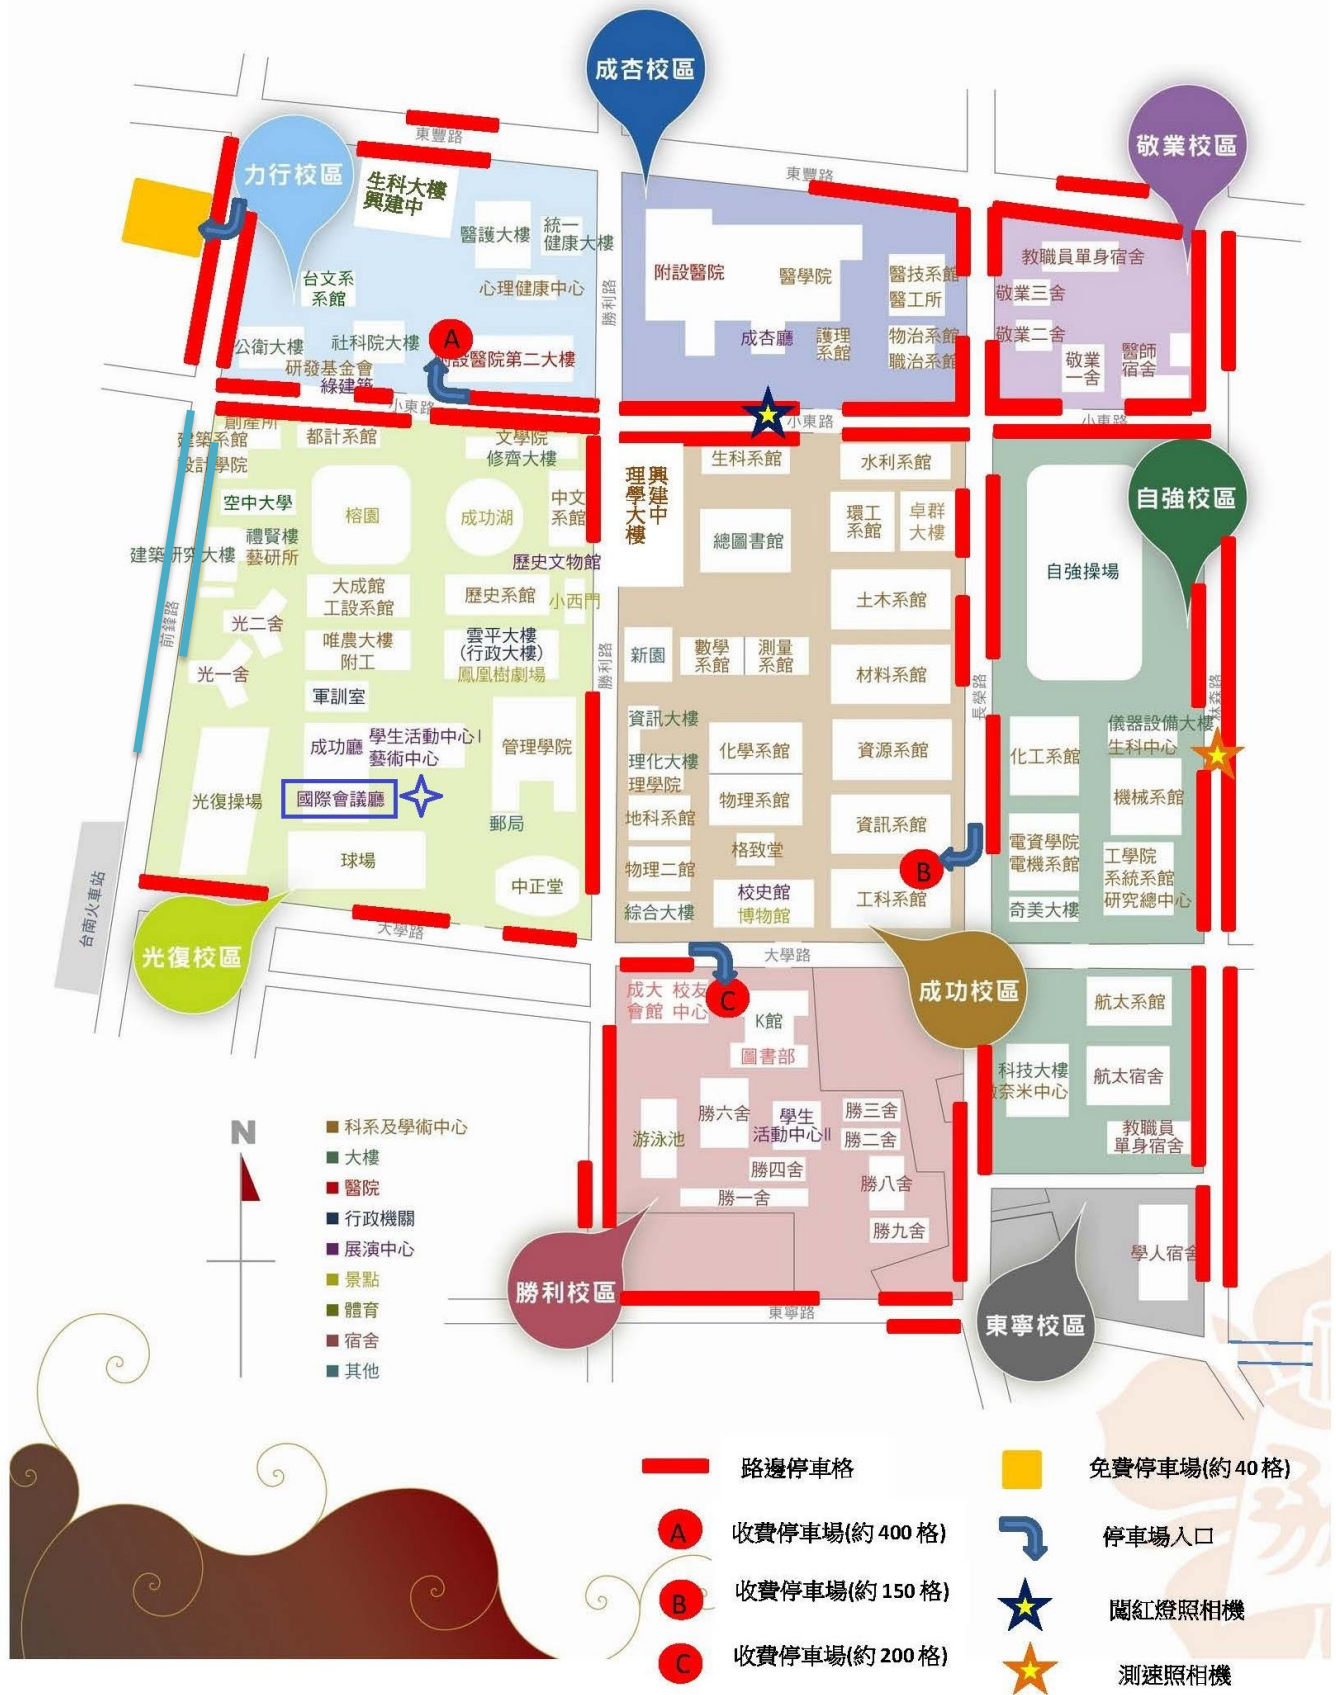 成杏校區
敬業校區
力行校區
東豐路
東豐路
生科大樓
興建中
醫護大樓
統一
健康大樓
心理健康中心
台文系
系館
公衛大樓
社科院大樓
研發基金會
綠建築
A
附設醫院第二大樓
小東路
勝利路
附設醫院
醫學院
成杏廳
護理
系館
醫技系館
醫工所
物治系館
職治系館
小東路
教職員單身宿舍
敬業三舍
敬業二舍
敬業
一舍
醫師
宿舍
小東路
創產所
建築系館
設計學院
都計系館
文學院
修齊大樓
空中大學
榕園
成功湖
中文
系館
禮賢樓
藝研所
建築研究大樓
歷史文物館
大成館
工設系館
歷史系館
小西門
光二舍
唯農大樓
附工
雲平大樓
(行政大樓)
鳳凰樹劇場
前鋒路
光一舍
軍訓室
成功廳
學生活動中心I
藝術中心
管理學院
光復操場
國際會議廳
郵局
球場
中正堂
台南火車站
光復校區
大學路
勝利路
理學大樓
興建中
生科系館
水利系館
總圖書館
環工
系館
卓群
大樓
土木系館
新園
數學
系館
測量
系館
材料系館
資訊大樓
理化大樓
理學院
化學系館
資源系館
地科系館
物理系館
資訊系館
物理二館
格致堂
B
綜合大樓
校史館
博物館
工科系館
大學路
成功校區
長榮路
自強校區
自強操場
林森路
儀器設備大樓
生科中心
化工系館
機械系館
電資學院
電機系館
工學院
系統系館
研究總中心
奇美大樓
成大
會館
校友
中心
C
K館
圖書部
勝六舍
學生
活動中心II
勝三舍
勝二舍
游泳池
勝四舍
勝八舍
勝一舍
勝九舍
勝利校區
東寧路
航太系館
科技大樓
微奈米中心
航太宿舍
教職員
單身宿舍
學人宿舍
東寧校區
N
科系及學術中心
大樓
醫院
行政機關
展演中心
景點
體育
宿舍
其他
路邊停車格
免費停車場(約40格)
A
收費停車場(約400格)
停車場入口
B
收費停車場(約150格)
闖紅燈照相機
C
收費停車場(約200格)
測速照相機